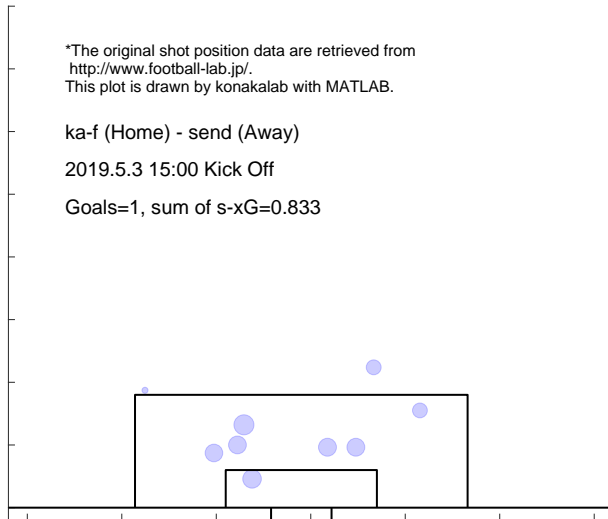 *The original shot position data are retrieved from
http://www.football-lab.jp/.
This plot is drawn by konakalab with MATLAB.
ka-f (Home) - send (Away)
2019.5.3 15:00 Kick Off
Goals=1, sum of s-xG=0.833